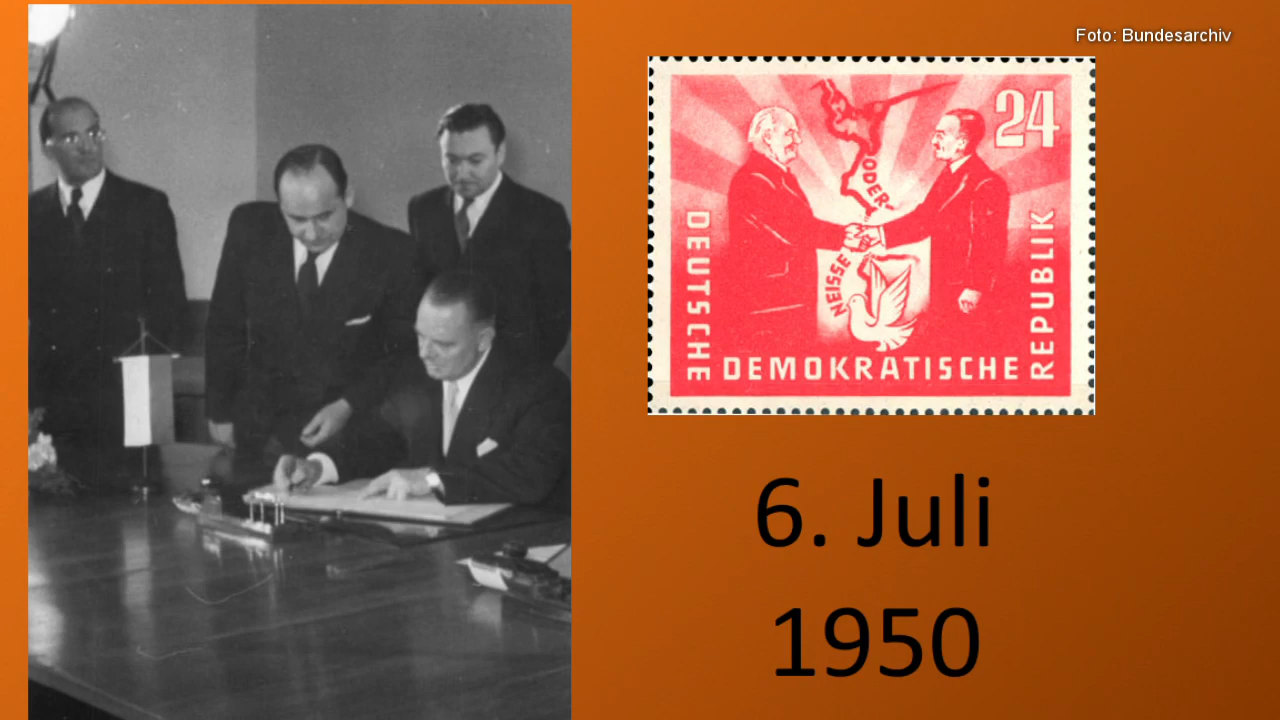 Foto: Bundesarchiv
24
ODER-
NEISSE
DEUTSCHE
DEMOKRATISCHE
REPUBLIK
6. Juli
1950